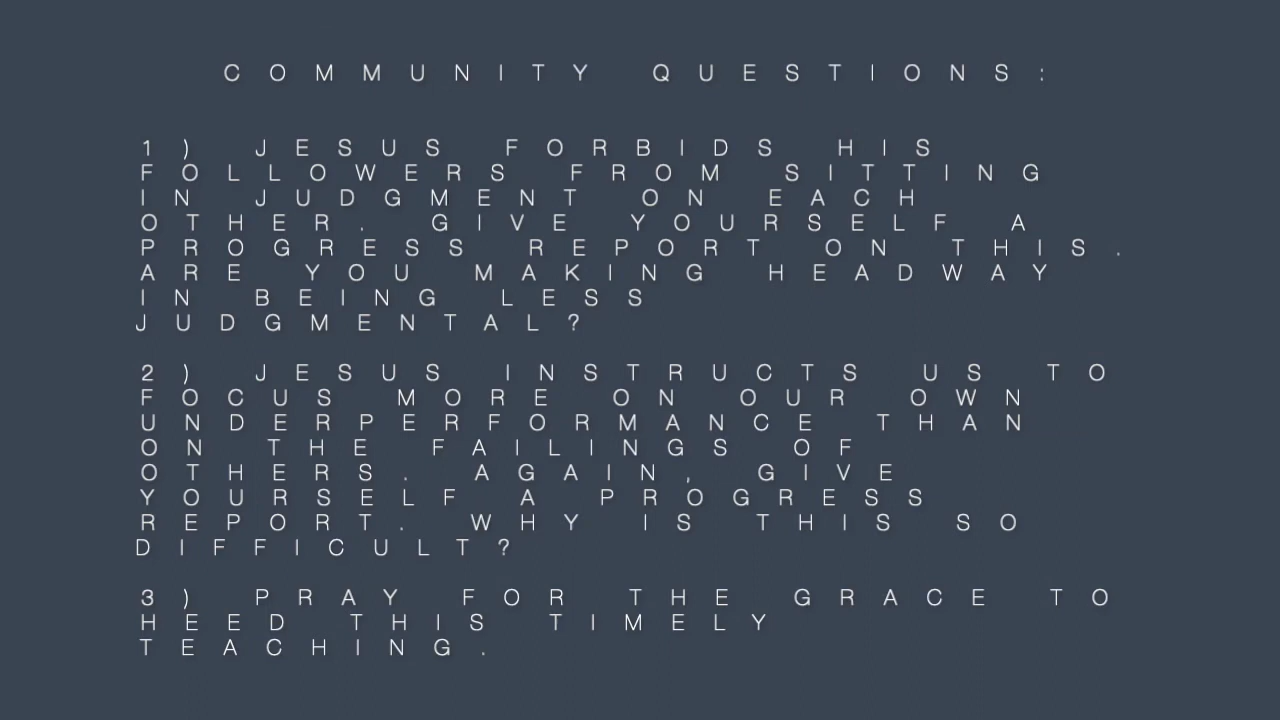 COMMUNITY QUESTIONS:
1) JESUS FORBIDS HIS
FOLLOWERS FROM SITTING
IN JUDGMENT ON EACH
OTHER. GIVE YOURSELF A
PROGRESS REPORT ON THIS.
ARE YOU MAKING HEADWAY
IN BEING LESS
JUDGMENTAL?
2) JESUS INSTRUCTS US TO
FOCUS MORE ON OUR OWN
UNDERPERFORMANCE THAN
ON THE FAILINGS OF
OTHERS. AGAIN, GIVE
YOURSELF A PROGRESS
REPORT. WHY IS THIS SO
DIFFICULT?
3) PRAY FOR THE GRACE TO
HEED THIS TIMELY
TEACHING.